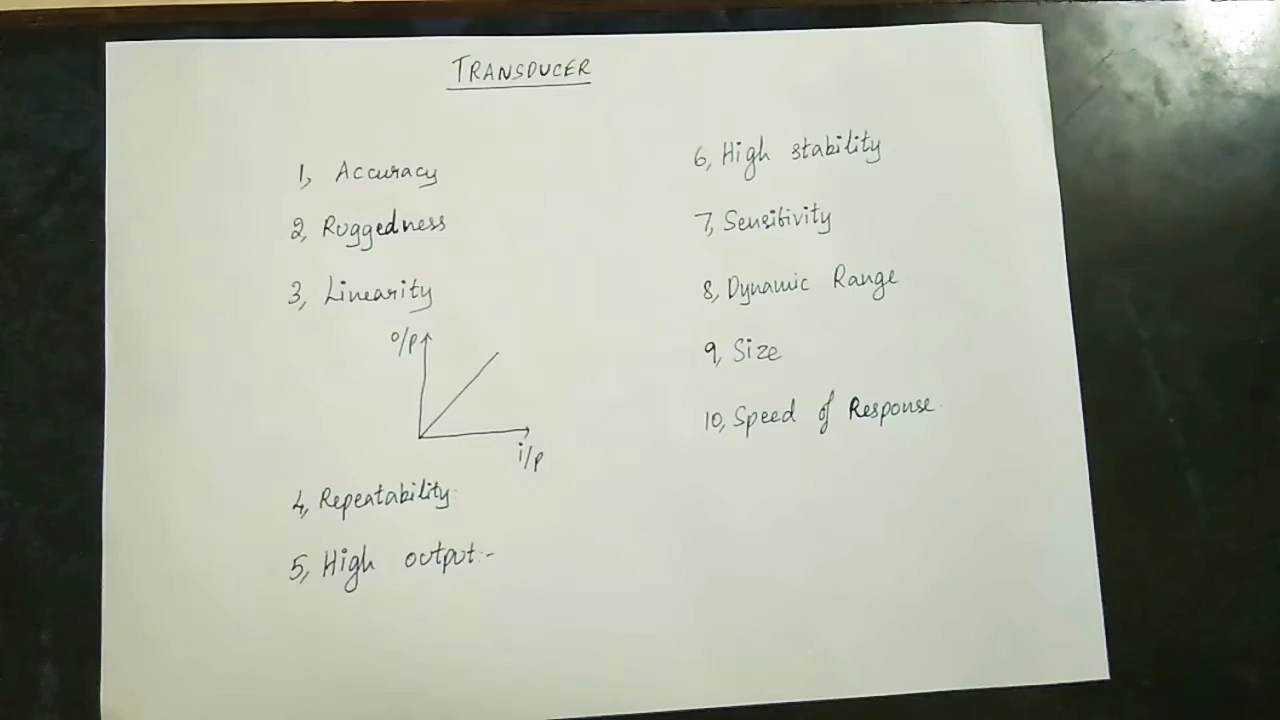 TRANSDUCER
1, Accuracy
2, Ruggedness
3, Linearity
o/p
i/p
4, Repeatability
5, High output:-
6, High stability
7, Sensitivity
8, Dynamic Range
9, Size
10, Speed of Response.